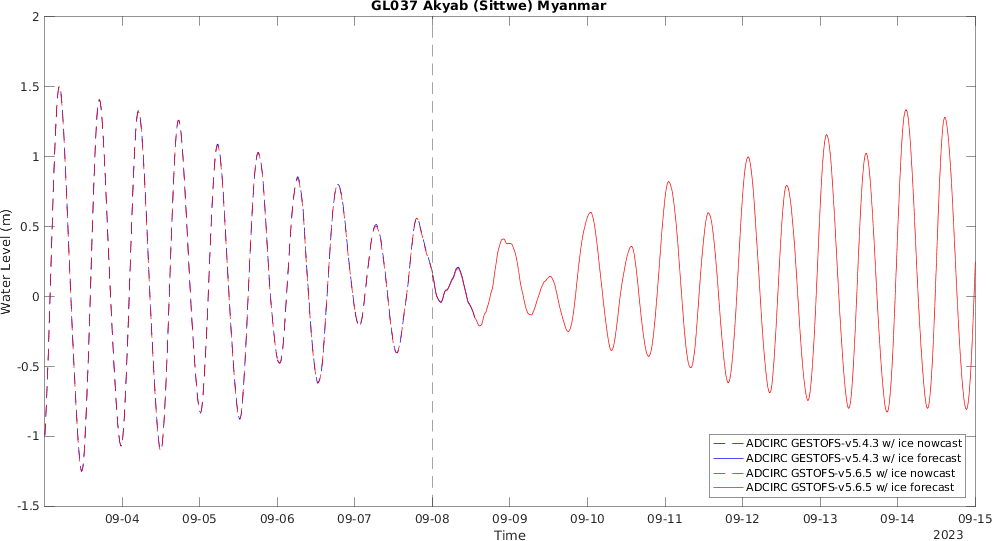 GL037 Akyab (Sittwe) Myanmar
2
1.5
1
0.5
0
-0.5
-1
-1.5
Water Level (m)
ADCIRC GESTOFS-v5.4.3 w/ ice nowcast
ADCIRC GESTOFS-v5.4.3 w/ ice forecast
ADCIRC GSTOFS-v5.6.5 w/ ice nowcast
ADCIRC GSTOFS-v5.6.5 w/ ice forecast
09-04 09-05 09-06 09-07 09-08 09-09 09-10 09-11 09-12 09-13 09-14 09-15
Time
2023